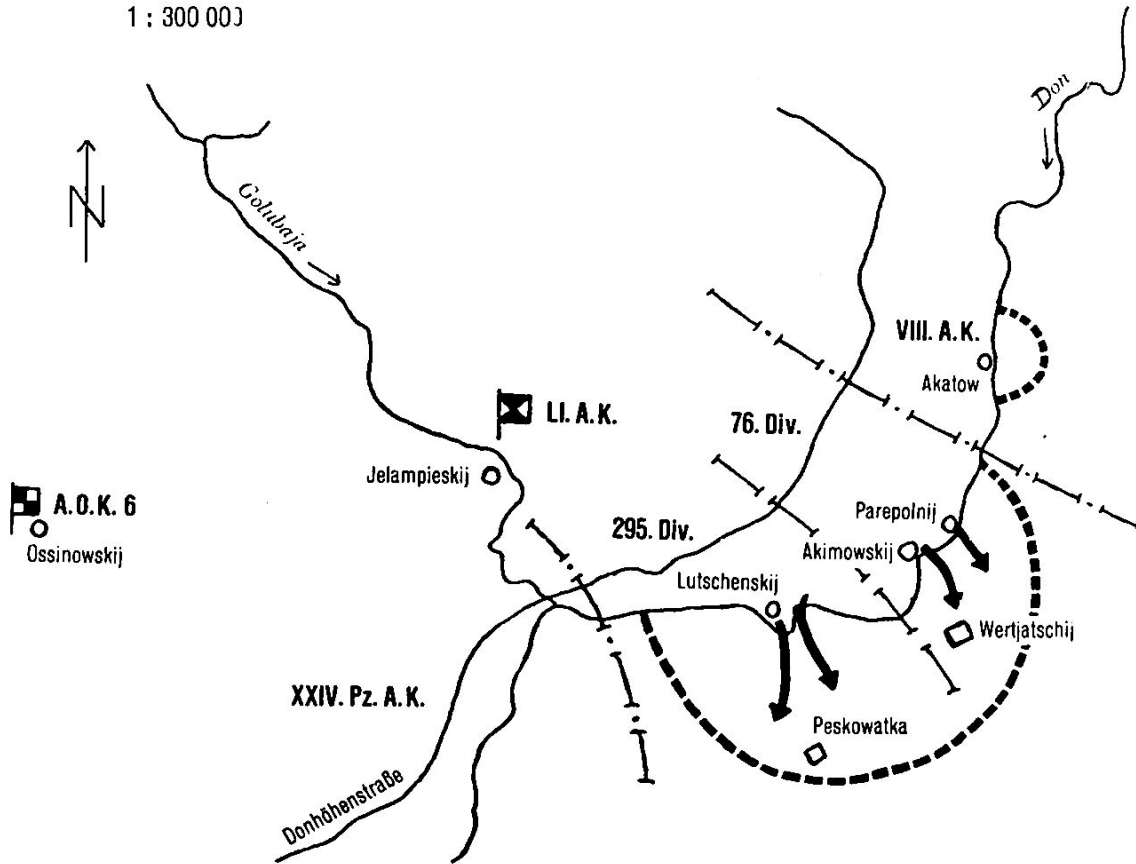 1 : 300 000
Don
Golubaja
N
VIII. A.K.
Akatow
LI. A.K.
76. Div.
Jelampieskij
A.O.K. 6
Ossinowskij
295. Div.
Parepolnij
Akimowskij
Lutschenskij
Wertjatschij
XXIV. Pz. A.K.
Peskowatka
Donhöhenstraße